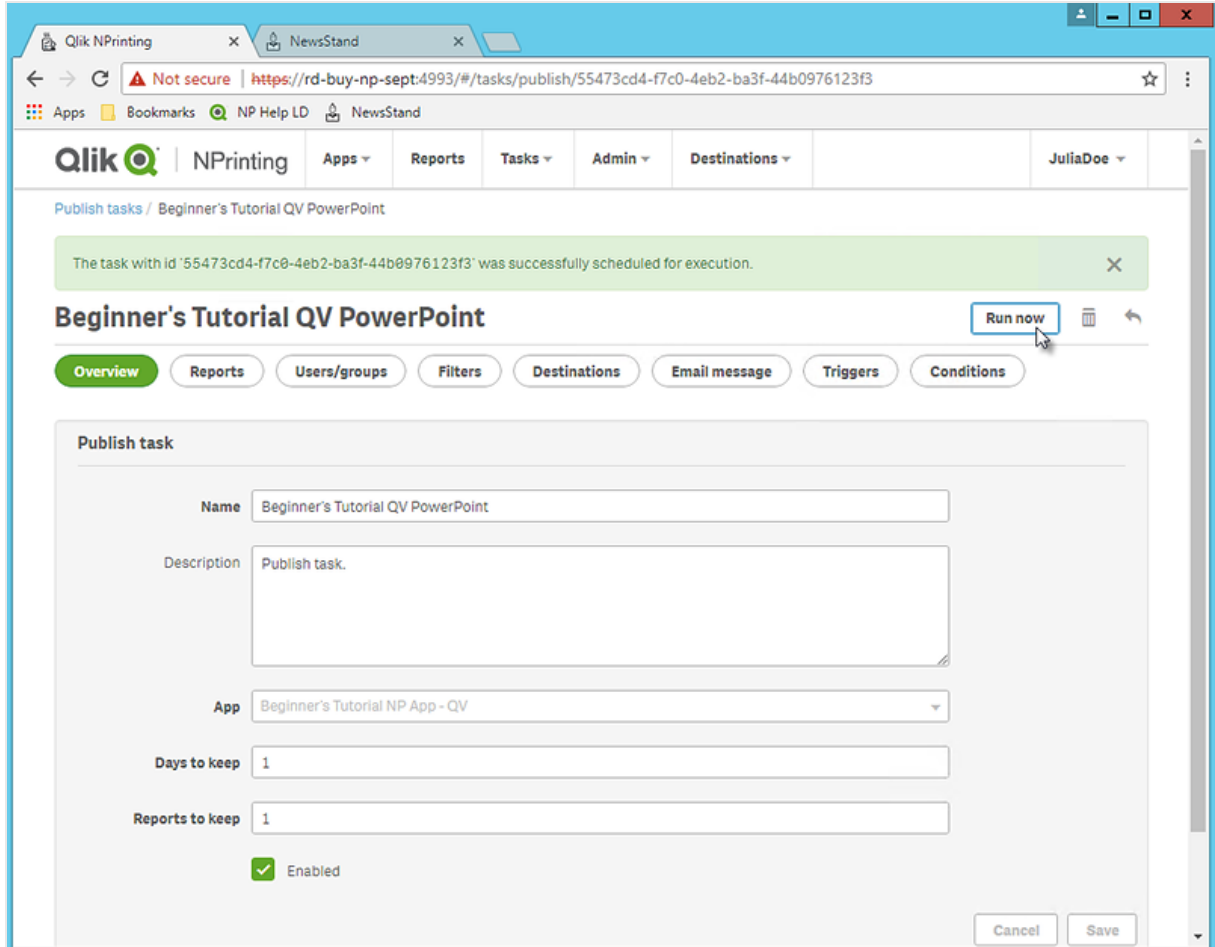 Qlik NPrinting NewsStand
Not secure | https://rd-buy-np-sept:4993/#/tasks/publish/55473cd4-f7c0-4eb2-ba3f-44b0976123f3
Apps Bookmarks NP Help LD NewsStand
Qlik NPrinting Apps Reports Tasks Admin Destinations JuliaDoe
Publish tasks / Beginner's Tutorial QV PowerPoint
The task with id '55473cd4-f7c0-4eb2-ba3f-44b0976123f3' was successfully scheduled for execution.
Beginner's Tutorial QV PowerPoint Run now
Overview Reports Users/groups Filters Destinations Email message Triggers Conditions
Publish task
Name Beginner's Tutorial QV PowerPoint
Description Publish task.
App Beginner's Tutorial NP App - QV
Days to keep 1
Reports to keep 1
Enabled
Cancel Save